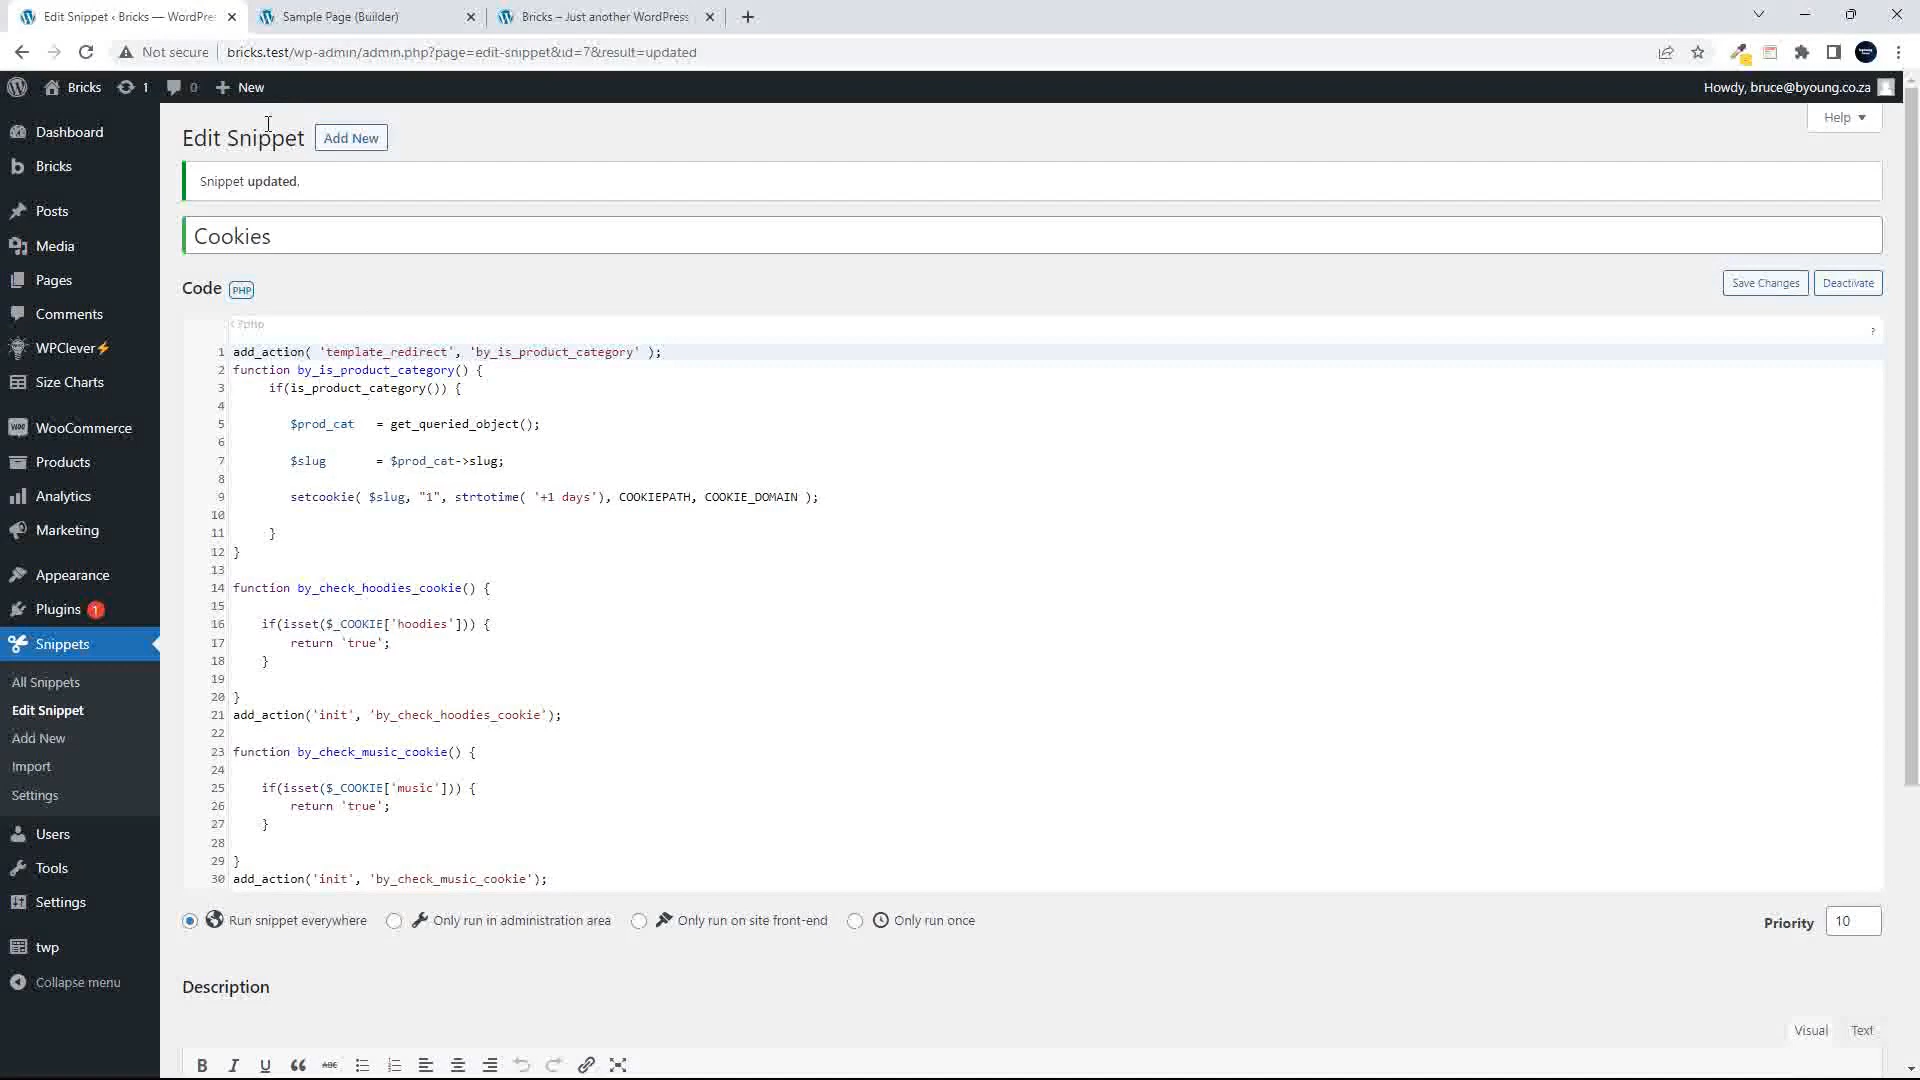 Edit Snippet ‹ Bricks — WordPre
Sample Page (Builder)
Bricks – Just another WordPress
Not secure
bricks.test/wp-admin/admin.php?page=edit-snippet&id=7&result=updated
Bricks
1
0
New
Howdy, bruce@byoung.co.za
Dashboard
Bricks
Posts
Media
Pages
Comments
WPClever⚡
Size Charts
WooCommerce
Products
Analytics
Marketing
Appearance
Plugins 1
Snippets
All Snippets
Edit Snippet
Add New
Import
Settings
Users
Tools
Settings
twp
Collapse menu
Edit Snippet
Add New
Help
Snippet updated.
Cookies
Code PHP
Save Changes
Deactivate
<?php
?
1 add_action( 'template_redirect', 'by_is_product_category' );
2 function by_is_product_category() {
3 if(is_product_category()) {
4
5 $prod_cat = get_queried_object();
6
7 $slug = $prod_cat->slug;
8
9 setcookie( $slug, "1", strtotime( '+1 days'), COOKIEPATH, COOKIE_DOMAIN );
10
11 }
12 }
13
14 function by_check_hoodies_cookie() {
15
16 if(isset($_COOKIE['hoodies'])) {
17 return 'true';
18 }
19
20 }
21 add_action('init', 'by_check_hoodies_cookie');
22
23 function by_check_music_cookie() {
24
25 if(isset($_COOKIE['music'])) {
26 return 'true';
27 }
28
29 }
30 add_action('init', 'by_check_music_cookie');
Run snippet everywhere
Only run in administration area
Only run on site front-end
Only run once
Priority
10
Description
Visual
Text
B
I
U
ABC